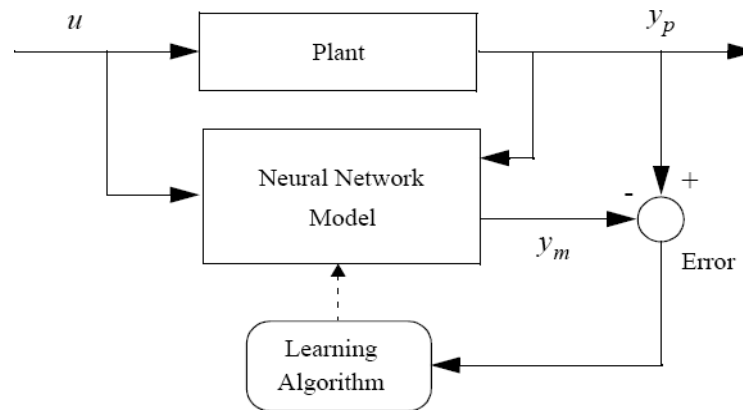 u
Plant
y_p
Neural Network
Model
- +
y_m
Error
Learning
Algorithm